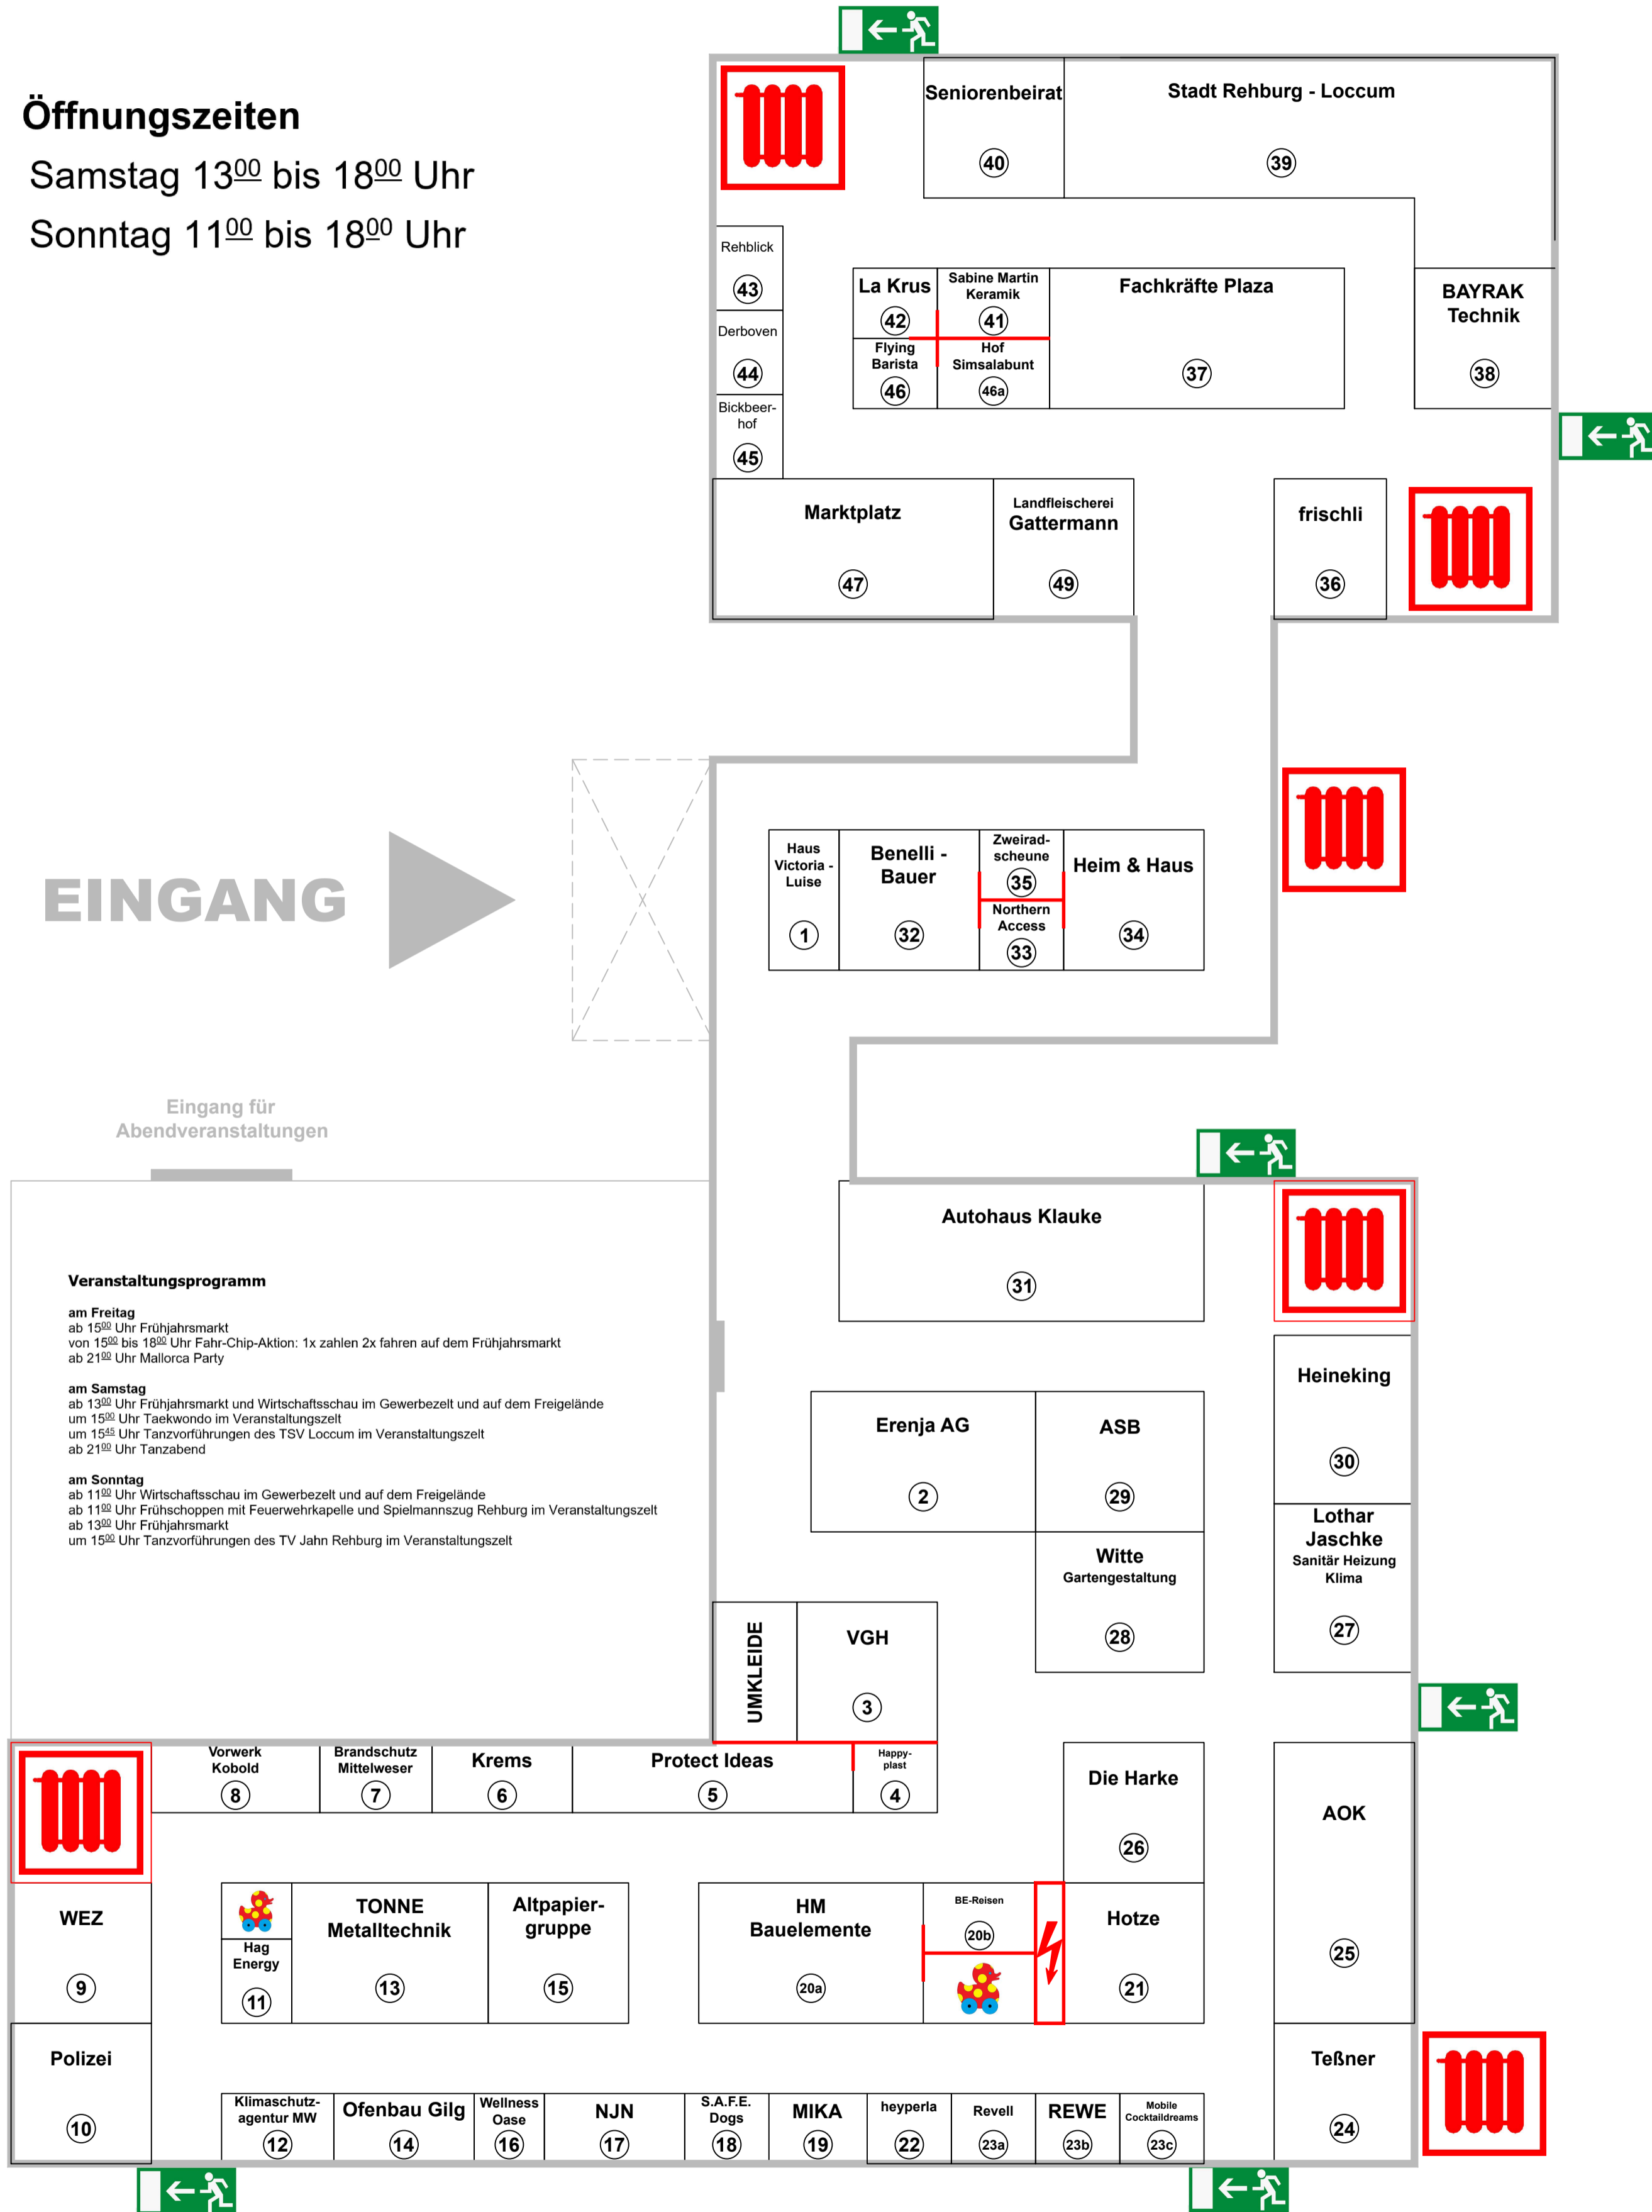 Öffnungszeiten
Samstag 13⁰⁰ bis 18⁰⁰ Uhr
Sonntag 11⁰⁰ bis 18⁰⁰ Uhr
Seniorenbeirat
40
Stadt Rehburg - Loccum
39
Rehblick
43
Derboven
44
Bickbeer-
hof
45
La Krus
42
Sabine Martin
Keramik
41
Flying
Barista
46
Hof
Simsalabunt
46a
Fachkräfte Plaza
37
BAYRAK
Technik
38
Marktplatz
47
Landfleischerei
Gattermann
49
frischli
36
EINGANG
Haus
Victoria -
Luise
1
Benelli -
Bauer
32
Zweirad-
scheune
35
Northern
Access
33
Heim & Haus
34
Eingang für
Abendveranstaltungen
Autohaus Klauke
31
Veranstaltungsprogramm
am Freitag
ab 15⁰⁰ Uhr Frühjahrsmarkt
von 15⁰⁰ bis 18⁰⁰ Uhr Fahr-Chip-Aktion: 1x zahlen 2x fahren auf dem Frühjahrsmarkt
ab 21⁰⁰ Uhr Mallorca Party
am Samstag
ab 13⁰⁰ Uhr Frühjahrsmarkt und Wirtschaftsschau im Gewerbezelt und auf dem Freigelände
um 15⁰⁰ Uhr Taekwondo im Veranstaltungszelt
um 15⁴⁵ Uhr Tanzvorführungen des TSV Loccum im Veranstaltungszelt
ab 21⁰⁰ Uhr Tanzabend
am Sonntag
ab 11⁰⁰ Uhr Wirtschaftsschau im Gewerbezelt und auf dem Freigelände
ab 11⁰⁰ Uhr Frühschoppen mit Feuerwehrkapelle und Spielmannszug Rehburg im Veranstaltungszelt
ab 13⁰⁰ Uhr Frühjahrsmarkt
um 15⁰⁰ Uhr Tanzvorführungen des TV Jahn Rehburg im Veranstaltungszelt
Heineking
30
Erenja AG
2
ASB
29
Lothar
Jaschke
Sanitär Heizung
Klima
27
Witte
Gartengestaltung
28
UMKLEIDE
VGH
3
Vorwerk
Kobold
8
Brandschutz
Mittelweser
7
Krems
6
Protect Ideas
5
Happy-
plast
4
Die Harke
26
AOK
25
WEZ
9
Hag
Energy
11
TONNE
Metalltechnik
13
Altpapier-
gruppe
15
HM
Bauelemente
20a
BE-Reisen
20b
Hotze
21
Polizei
10
Teßner
24
Klimaschutz-
agentur MW
12
Ofenbau Gilg
14
Wellness
Oase
16
NJN
17
S.A.F.E.
Dogs
18
MIKA
19
heyperla
22
Revell
23a
REWE
23b
Mobile
Cocktaildreams
23c